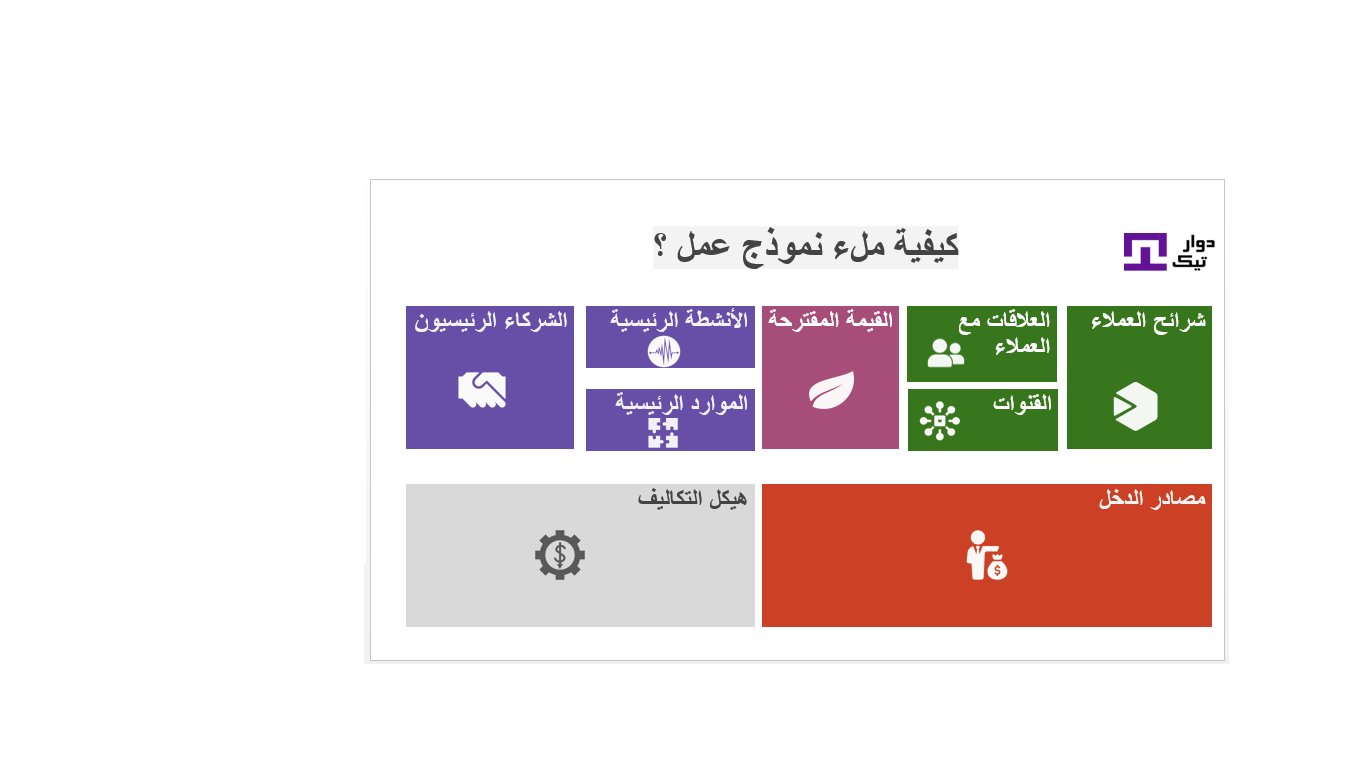 كيفية ملء نموذج عمل ؟
دوار
تيک
شرائح العملاء
العلاقات مع
العملاء
القنوات
القيمة المقترحة
الأنشطة الرئيسية
الموارد الرئيسية
الشركاء الرئيسيون
مصادر الدخل
$
هيكل التكاليف
$